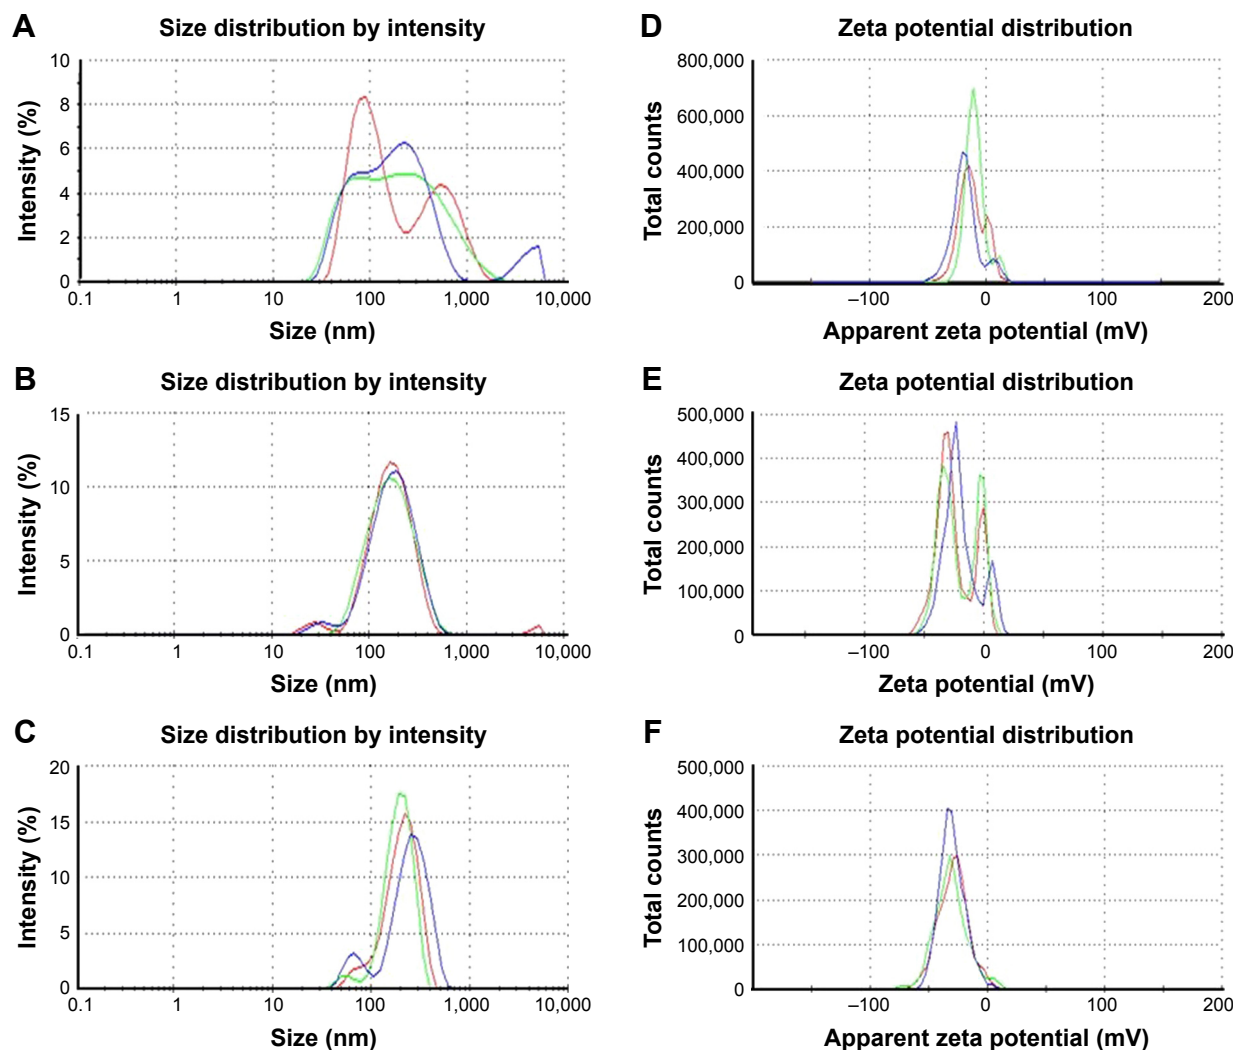 A
Size distribution by intensity
10
8
6
4
2
0
Intensity (%)
0.1 1 10 100 1,000 10,000
Size (nm)
D
Zeta potential distribution
800,000
600,000
400,000
200,000
0
Total counts
–100 0 100 200
Apparent zeta potential (mV)
B
Size distribution by intensity
15
10
5
0
Intensity (%)
0.1 1 10 100 1,000 10,000
Size (nm)
E
Zeta potential distribution
500,000
400,000
300,000
200,000
100,000
0
Total counts
–100 0 100 200
Zeta potential (mV)
C
Size distribution by intensity
20
15
10
5
0
Intensity (%)
0.1 1 10 100 1,000 10,000
Size (nm)
F
Zeta potential distribution
500,000
400,000
300,000
200,000
100,000
0
Total counts
–100 0 100 200
Apparent zeta potential (mV)